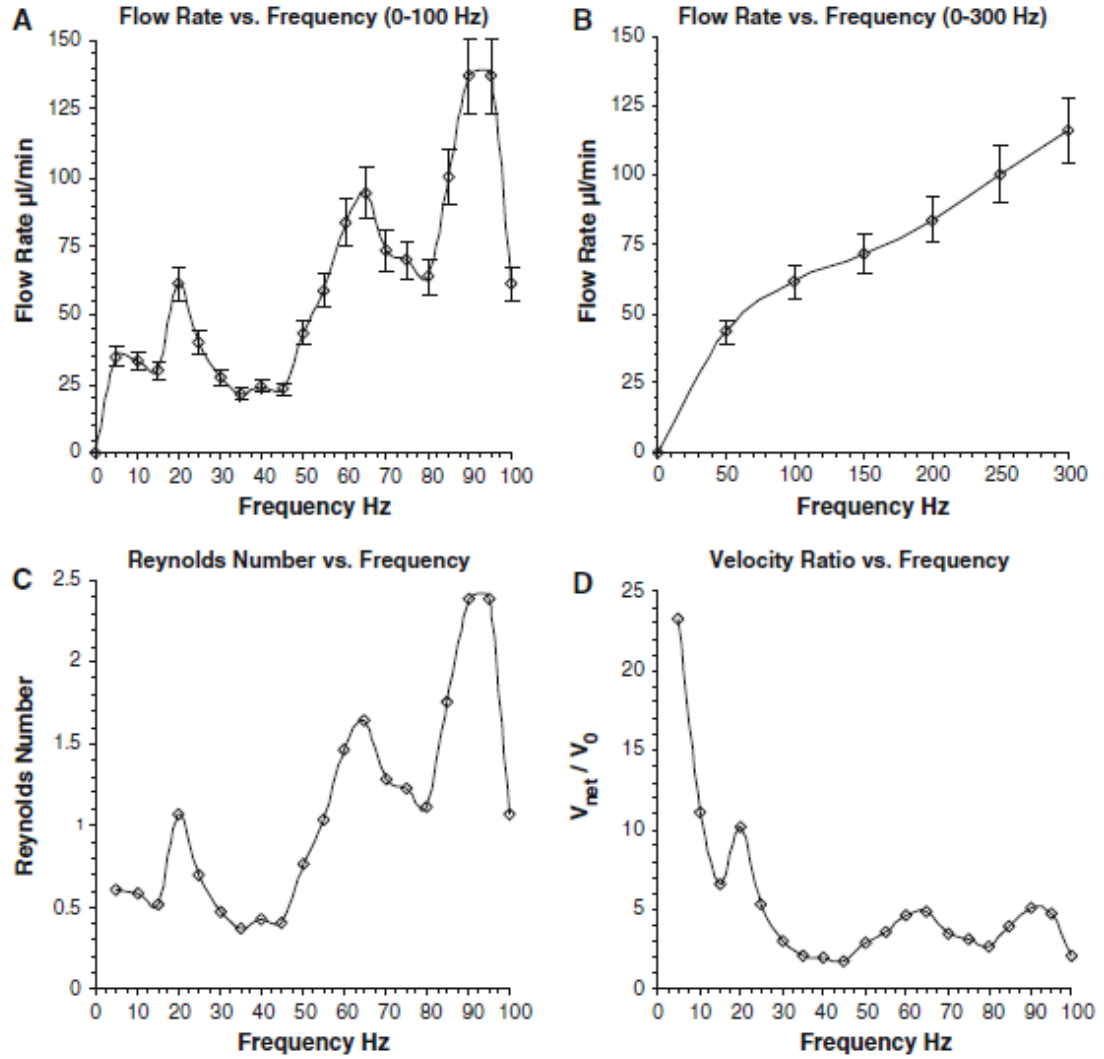 A
Flow Rate vs. Frequency (0-100 Hz)
150
125
100
75
50
25
0
Flow Rate µl/min
0 10 20 30 40 50 60 70 80 90 100
Frequency Hz
B
Flow Rate vs. Frequency (0-300 Hz)
150
125
100
75
50
25
0
Flow Rate µl/min
0 50 100 150 200 250 300
Frequency Hz
C
Reynolds Number vs. Frequency
2.5
2
1.5
1
0.5
0
Reynolds Number
0 10 20 30 40 50 60 70 80 90 100
Frequency Hz
D
Velocity Ratio vs. Frequency
25
20
15
10
5
0
Vnet / V0
0 10 20 30 40 50 60 70 80 90 100
Frequency Hz